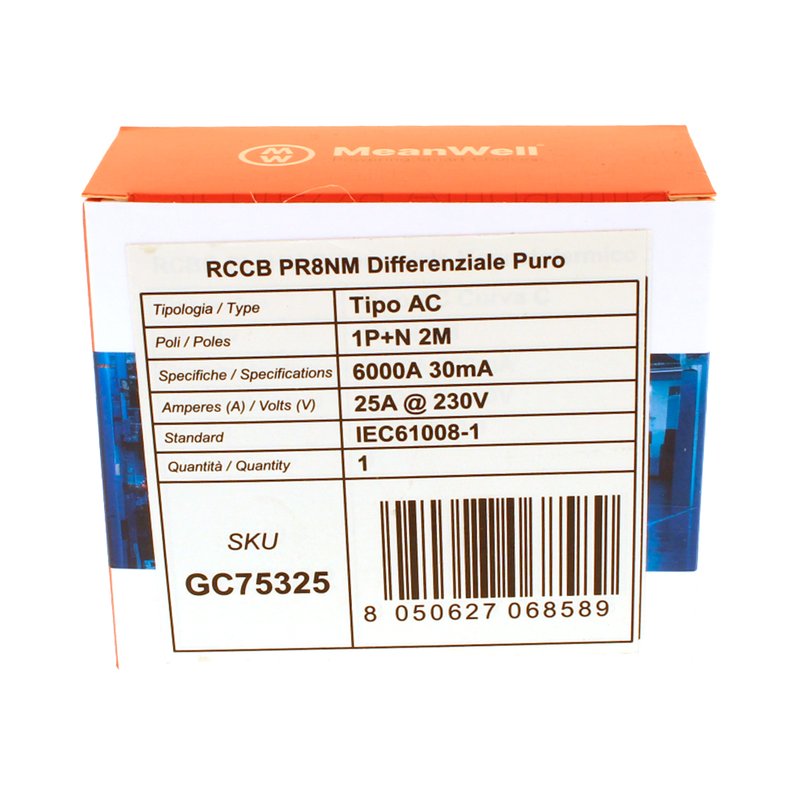 MW MeanWell
RCCB PR8NM Differenziale Puro
Tipologia / Type Tipo AC
Poli / Poles 1P+N 2M
Specifiche / Specifications 6000A 30mA
Amperes (A) / Volts (V) 25A @ 230V
Standard IEC61008-1
Quantità / Quantity 1
SKU
GC75325
8 050627 068589